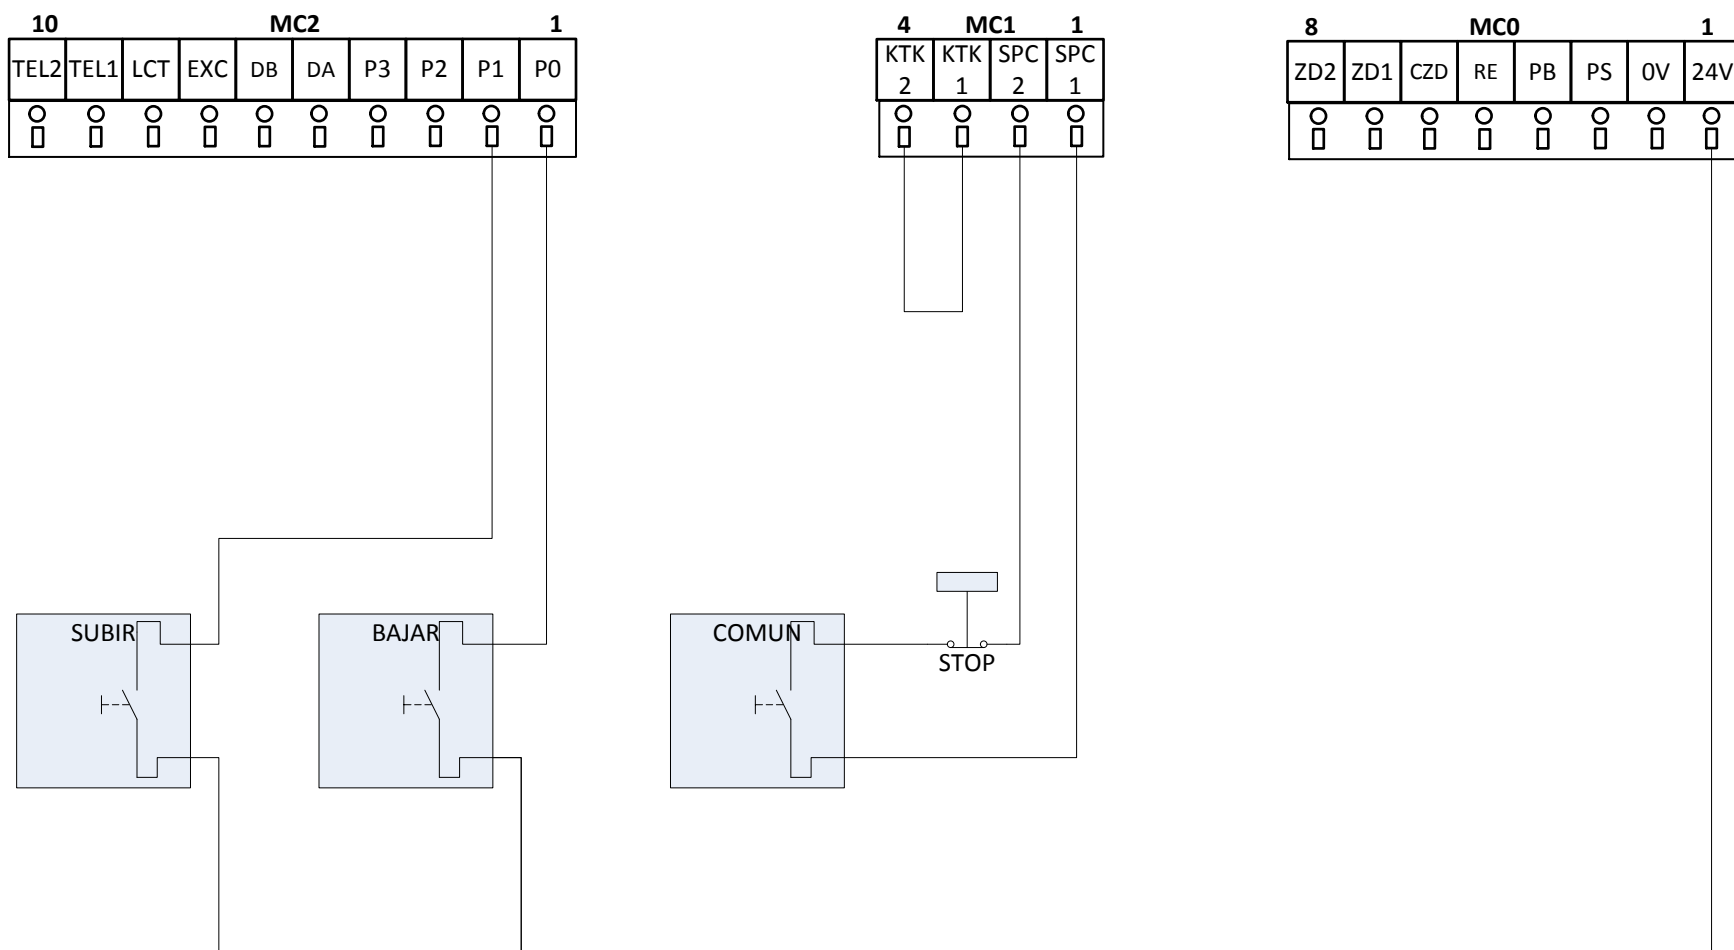 10 MC2 1
TEL2 TEL1 LCT EXC DB DA P3 P2 P1 P0
4 MC1 1
KTK KTK SPC SPC
2 1 2 1
8 MC0 1
ZD2 ZD1 CZD RE PB PS 0V 24V
SUBIR
BAJAR
COMUN
STOP